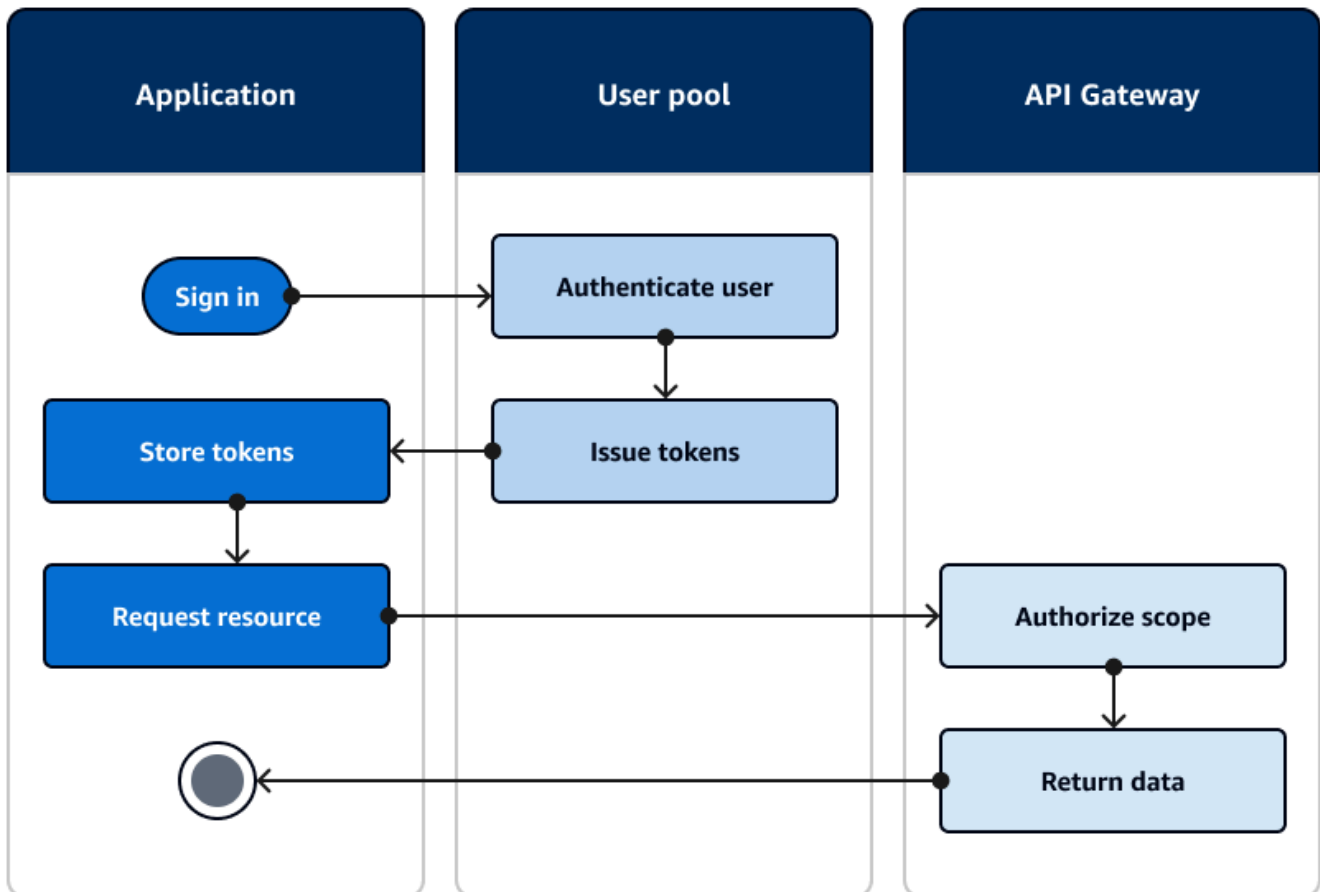 Application
User pool
API Gateway
Sign in
Authenticate user
Store tokens
Issue tokens
Request resource
Authorize scope
Return data